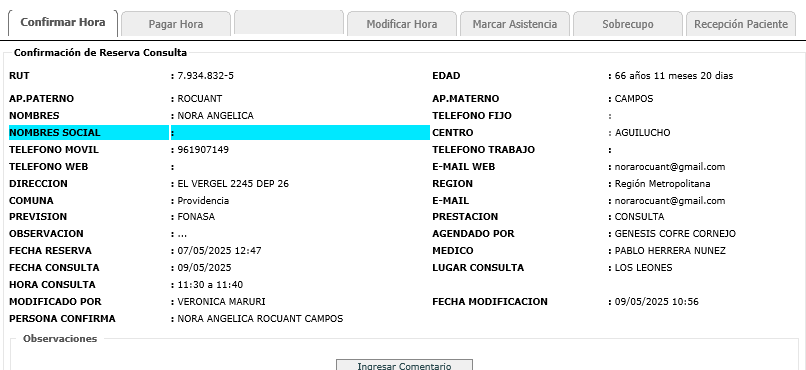 Confirmar Hora Pagar Hora Modificar Hora Marcar Asistencia Sobrecupo Recepción Paciente
Confirmación de Reserva Consulta
RUT : 7.934.832-5 EDAD : 66 años 11 meses 20 dias
AP.PATERNO : ROCUANT AP.MATERNO : CAMPOS
NOMBRES : NORA ANGELICA TELEFONO FIJO :
NOMBRES SOCIAL : CENTRO : AGUILUCHO
TELEFONO MOVIL : 961907149 TELEFONO TRABAJO :
TELEFONO WEB : E-MAIL WEB : norarocuant@gmail.com
DIRECCION : EL VERGEL 2245 DEP 26 REGION : Región Metropolitana
COMUNA : Providencia E-MAIL : norarocuant@gmail.com
PREVISION : FONASA PRESTACION : CONSULTA
OBSERVACION : ... AGENDADO POR : GENESIS COFRE CORNEJO
FECHA RESERVA : 07/05/2025 12:47 MEDICO : PABLO HERRERA NUNEZ
FECHA CONSULTA : 09/05/2025 LUGAR CONSULTA : LOS LEONES
HORA CONSULTA : 11:30 a 11:40
MODIFICADO POR : VERONICA MARURI FECHA MODIFICACION : 09/05/2025 10:56
PERSONA CONFIRMA : NORA ANGELICA ROCUANT CAMPOS
Observaciones
Ingresar Comentario